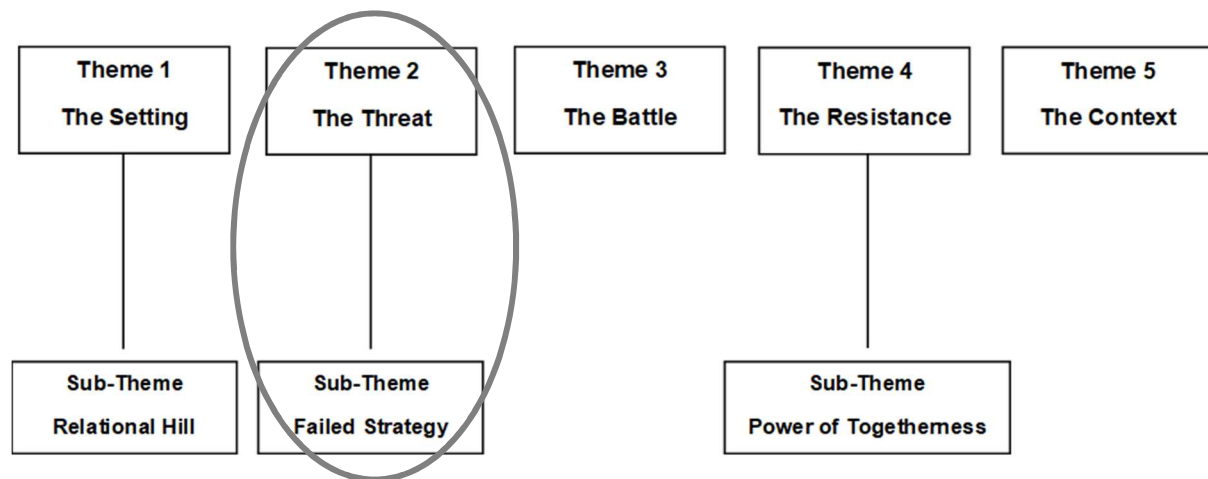 Theme 1
The Setting
Theme 2
The Threat
Theme 3
The Battle
Theme 4
The Resistance
Theme 5
The Context
Sub-Theme
Relational Hill
Sub-Theme
Failed Strategy
Sub-Theme
Power of Togetherness